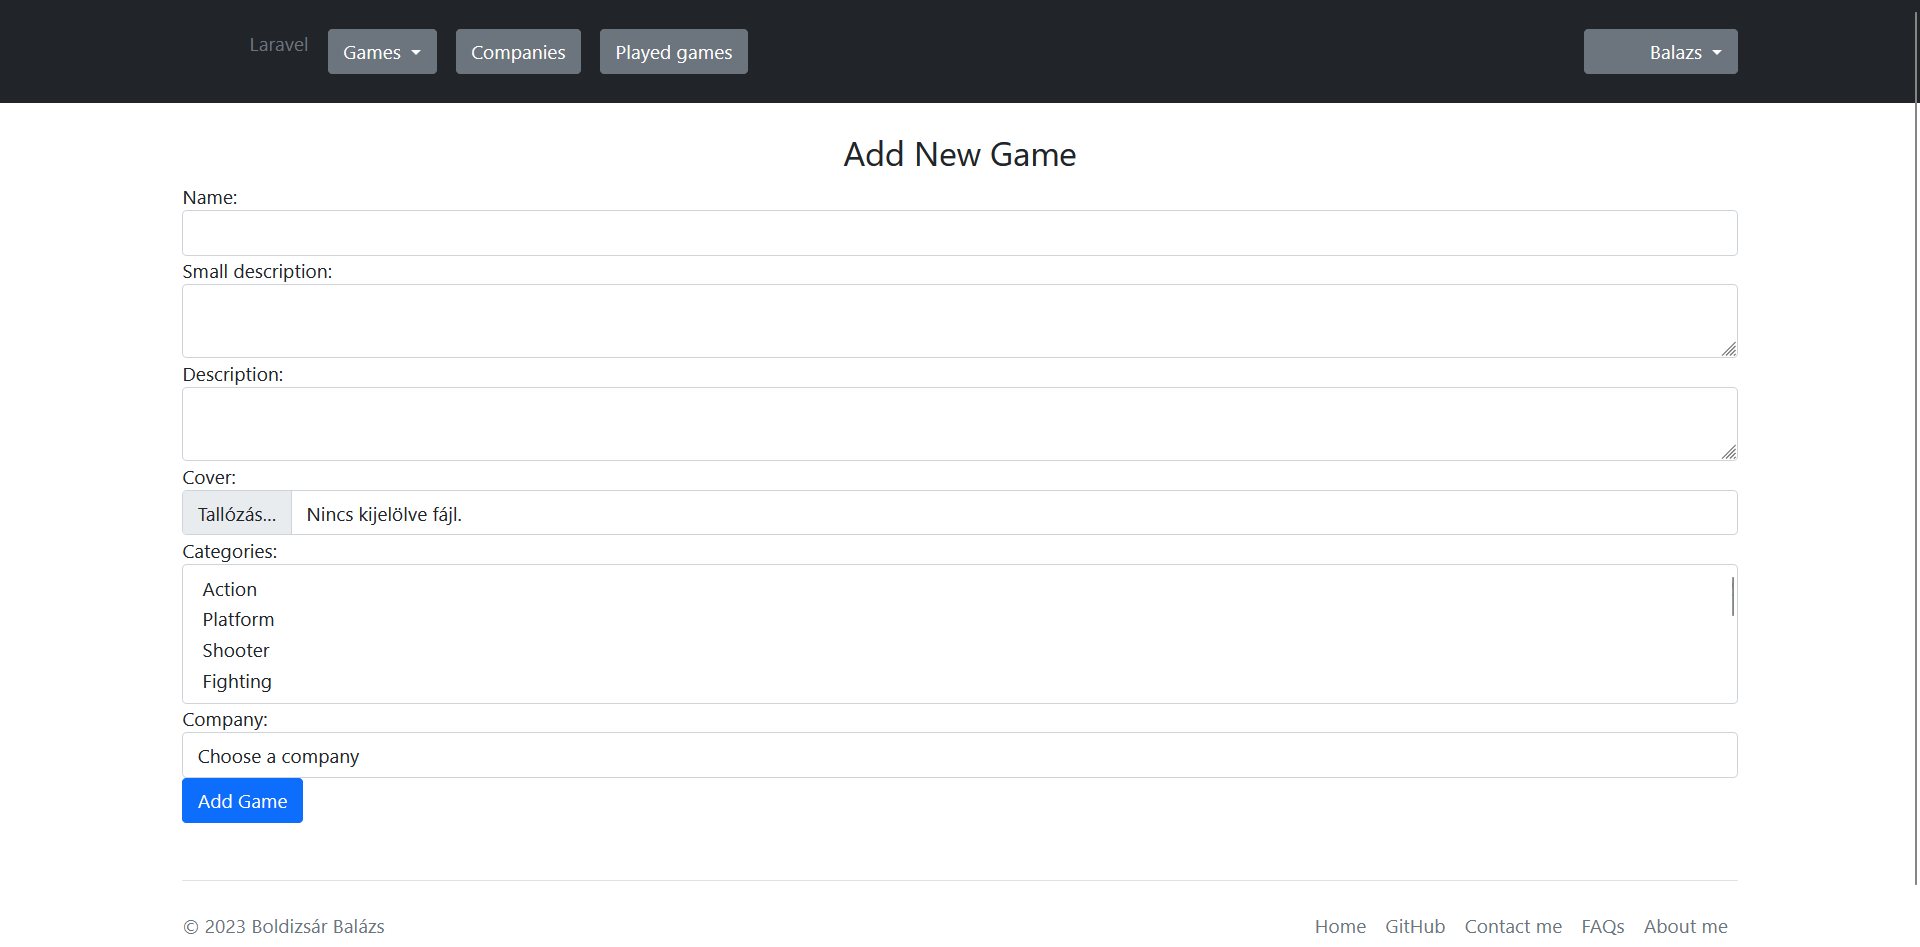 Laravel Games Companies Played games Balazs
Add New Game
Name:
Small description:
Description:
Cover:
Tallózás... Nincs kijelölve fájl.
Categories:
Action
Platform
Shooter
Fighting
Company:
Choose a company
Add Game
© 2023 Boldizsár Balázs Home GitHub Contact me FAQs About me